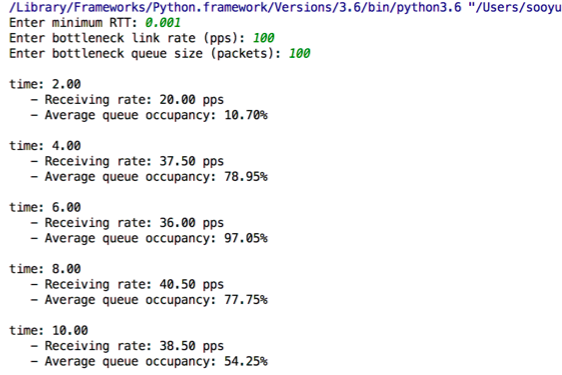 /Library/Frameworks/Python.framework/Versions/3.6/bin/python3.6 "/Users/sooyu
Enter minimum RTT: 0.001
Enter bottleneck link rate (pps): 100
Enter bottleneck queue size (packets): 100
time: 2.00
- Receiving rate: 20.00 pps
- Average queue occupancy: 10.70%
time: 4.00
- Receiving rate: 37.50 pps
- Average queue occupancy: 78.95%
time: 6.00
- Receiving rate: 36.00 pps
- Average queue occupancy: 97.05%
time: 8.00
- Receiving rate: 40.50 pps
- Average queue occupancy: 77.75%
time: 10.00
- Receiving rate: 38.50 pps
- Average queue occupancy: 54.25%